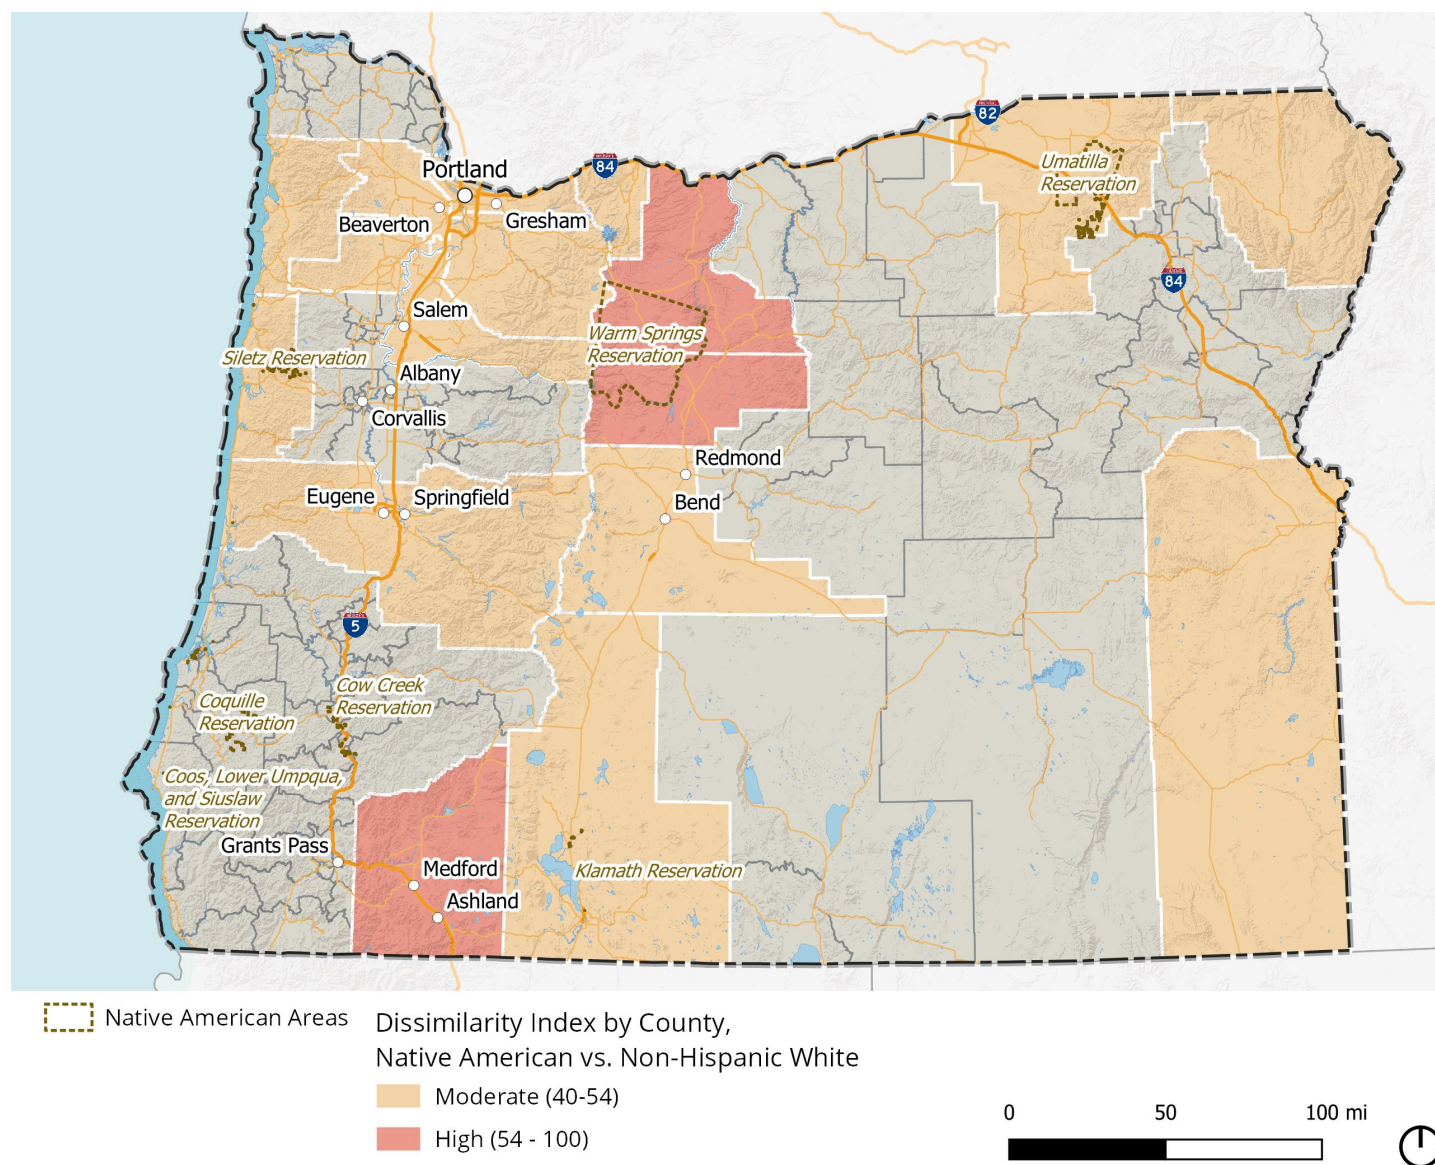 82
84
Portland
Umatilla
Reservation
Beaverton
Gresham
84
Salem
Warm Springs
Reservation
Siletz Reservation
Albany
Corvallis
Redmond
Eugene
Springfield
Bend
5
Cow Creek
Reservation
Coquille
Reservation
Coos, Lower Umpqua,
and Siuslaw
Reservation
Grants Pass
Medford
Klamath Reservation
Ashland
Native American Areas
Dissimilarity Index by County,
Native American vs. Non-Hispanic White
Moderate (40-54)
High (54 - 100)
0 50 100 mi